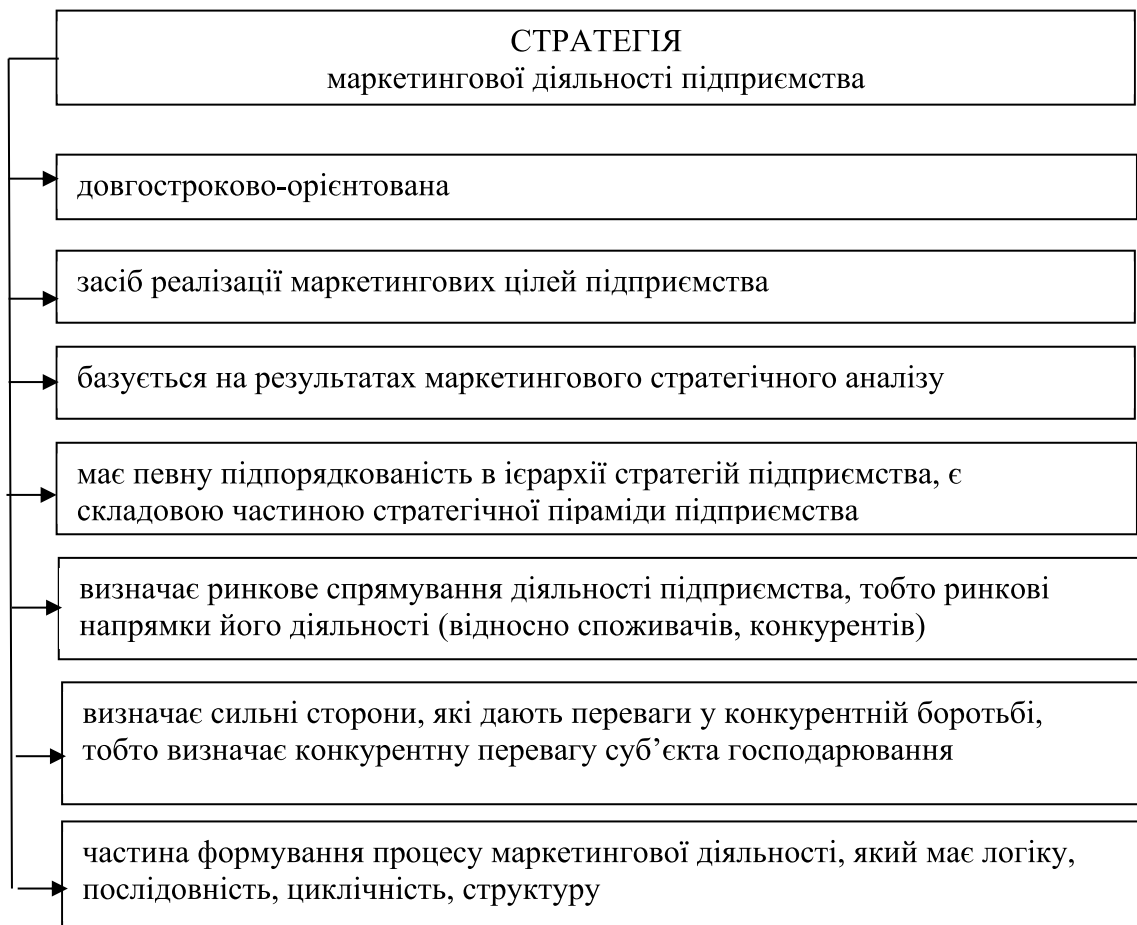 СТРАТЕГІЯ
маркетингової діяльності підприємства
довгостроково-орієнтована
засіб реалізації маркетингових цілей підприємства
базується на результатах маркетингового стратегічного аналізу
має певну підпорядкованість в ієрархії стратегій підприємства, є
складовою частиною стратегічної піраміди підприємства
визначає ринкове спрямування діяльності підприємства, тобто ринкові
напрямки його діяльності (відносно споживачів, конкурентів)
визначає сильні сторони, які дають переваги у конкурентній боротьбі,
тобто визначає конкурентну перевагу суб’єкта господарювання
частина формування процесу маркетингової діяльності, який має логіку,
послідовність, циклічність, структуру